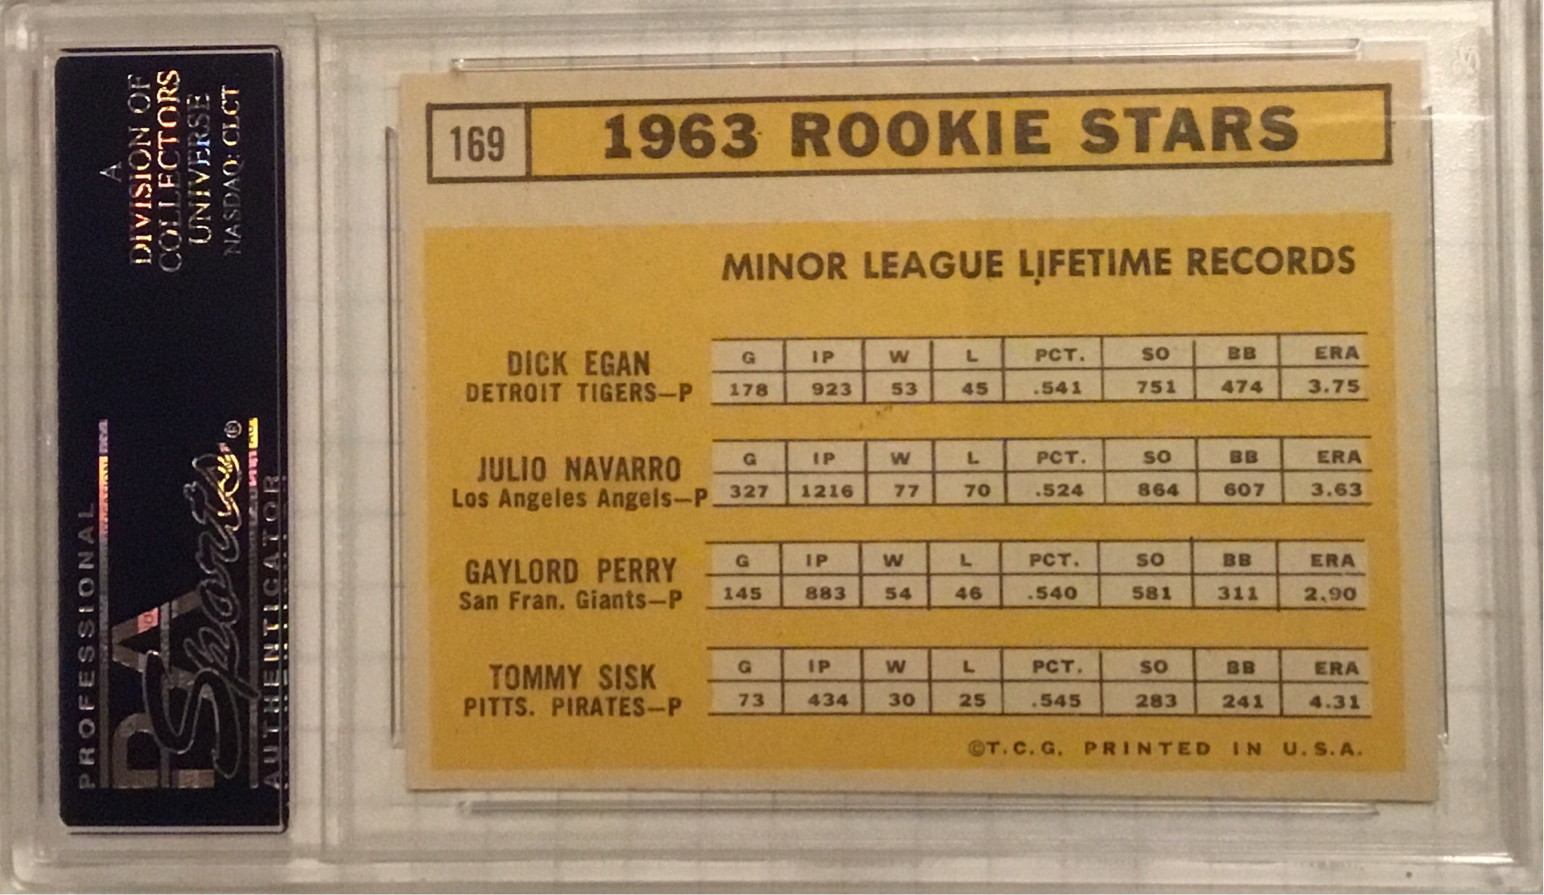 A
DIVISION OF
COLLECTORS
UNIVERSE
NASDAQ: CLCT
PROFESSIONAL
PSA
Sports®
AUTHENTICATOR
169 1963 ROOKIE STARS
MINOR LEAGUE LIFETIME RECORDS
DICK EGAN G IP W L PCT. SO BB ERA
DETROIT TIGERS—P 178 923 53 45 .541 751 474 3.75
JULIO NAVARRO G IP W L PCT. SO BB ERA
Los Angeles Angels—P 327 1216 77 70 .524 864 607 3.63
GAYLORD PERRY G IP W L PCT. SO BB ERA
San Fran. Giants—P 145 883 54 46 .540 581 311 2.90
TOMMY SISK G IP W L PCT. SO BB ERA
PITTS. PIRATES—P 73 434 30 25 .545 283 241 4.31
©T.C.G. PRINTED IN U.S.A.